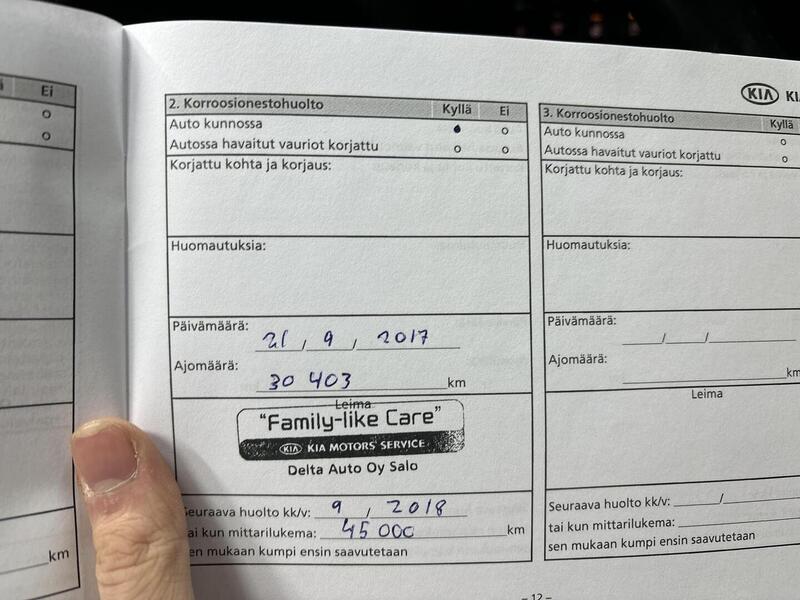 Ei
o
o
km
KIA
2. Korroosionestohuolto Kyllä Ei
Auto kunnossa o
Autossa havaitut vauriot korjattu o o
Korjattu kohta ja korjaus:
Huomautuksia:
Päivämäärä: 21 / 9 / 2017
Ajomäärä: 30 403 km
Leima
"Family-like Care"
KIA KIA MOTORS SERVICE
Delta Auto Oy Salo
Seuraava huolto kk/v: 9 / 2018
tai kun mittarilukema: 45 000 km
sen mukaan kumpi ensin saavutetaan
3. Korroosionestohuolto Kyllä
Auto kunnossa o
Autossa havaitut vauriot korjattu o
Korjattu kohta ja korjaus:
Huomautuksia:
Päivämäärä: / /
Ajomäärä: km
Leima
Seuraava huolto kk/v: /
tai kun mittarilukema:
sen mukaan kumpi ensin saavutetaan
– 12 –